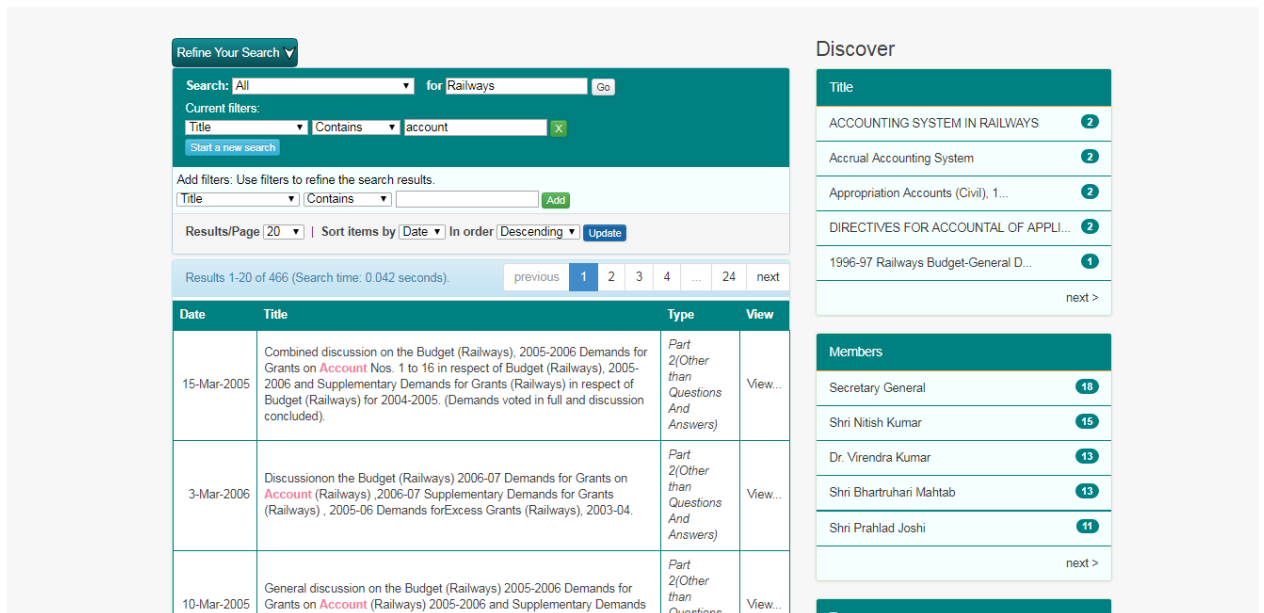 Refine Your Search
Search: All for Railways Go
Current filters:
Title Contains account X
Start a new search
Add filters: Use filters to refine the search results.
Title Contains Add
Results/Page 20 | Sort items by Date In order Descending Update
Results 1-20 of 466 (Search time: 0.042 seconds).
previous 1 2 3 4 ... 24 next
Date Title Type View
15-Mar-2005
Combined discussion on the Budget (Railways), 2005-2006 Demands for
Grants on Account Nos. 1 to 16 in respect of Budget (Railways), 2005-
2006 and Supplementary Demands for Grants (Railways) in respect of
Budget (Railways) for 2004-2005. (Demands voted in full and discussion
concluded).
Part
2(Other
than
Questions
And
Answers)
View...
3-Mar-2006
Discussionon the Budget (Railways) 2006-07 Demands for Grants on
Account (Railways) ,2006-07 Supplementary Demands for Grants
(Railways) , 2005-06 Demands forExcess Grants (Railways), 2003-04.
Part
2(Other
than
Questions
And
Answers)
View...
10-Mar-2005
General discussion on the Budget (Railways) 2005-2006 Demands for
Grants on Account (Railways) 2005-2006 and Supplementary Demands
Part
2(Other
than
Questions
View...
Discover
Title
ACCOUNTING SYSTEM IN RAILWAYS 2
Accrual Accounting System 2
Appropriation Accounts (Civil), 1... 2
DIRECTIVES FOR ACCOUNTAL OF APPLI... 2
1996-97 Railways Budget-General D... 1
next >
Members
Secretary General 18
Shri Nitish Kumar 15
Dr. Virendra Kumar 13
Shri Bhartruhari Mahtab 13
Shri Prahlad Joshi 11
next >